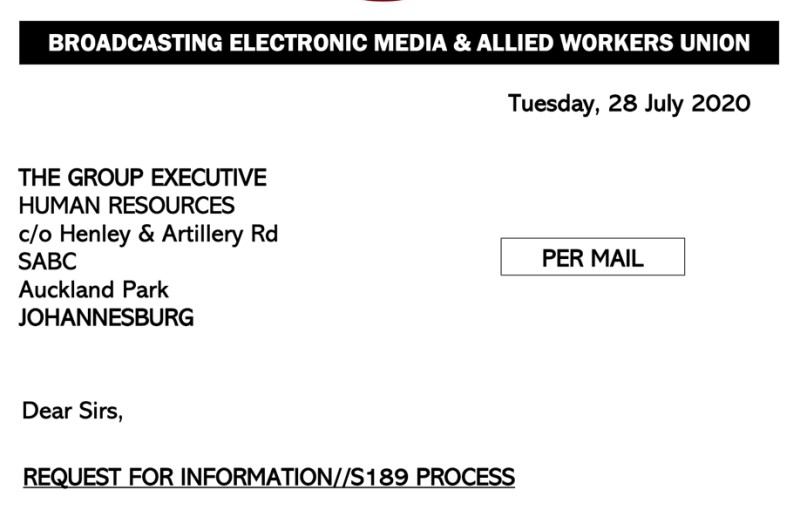 BROADCASTING ELECTRONIC MEDIA & ALLIED WORKERS UNION
Tuesday, 28 July 2020
THE GROUP EXECUTIVE
HUMAN RESOURCES
c/o Henley & Artillery Rd
SABC
PER MAIL
Auckland Park
JOHANNESBURG
Dear Sirs,
REQUEST FOR INFORMATION//S189 PROCESS